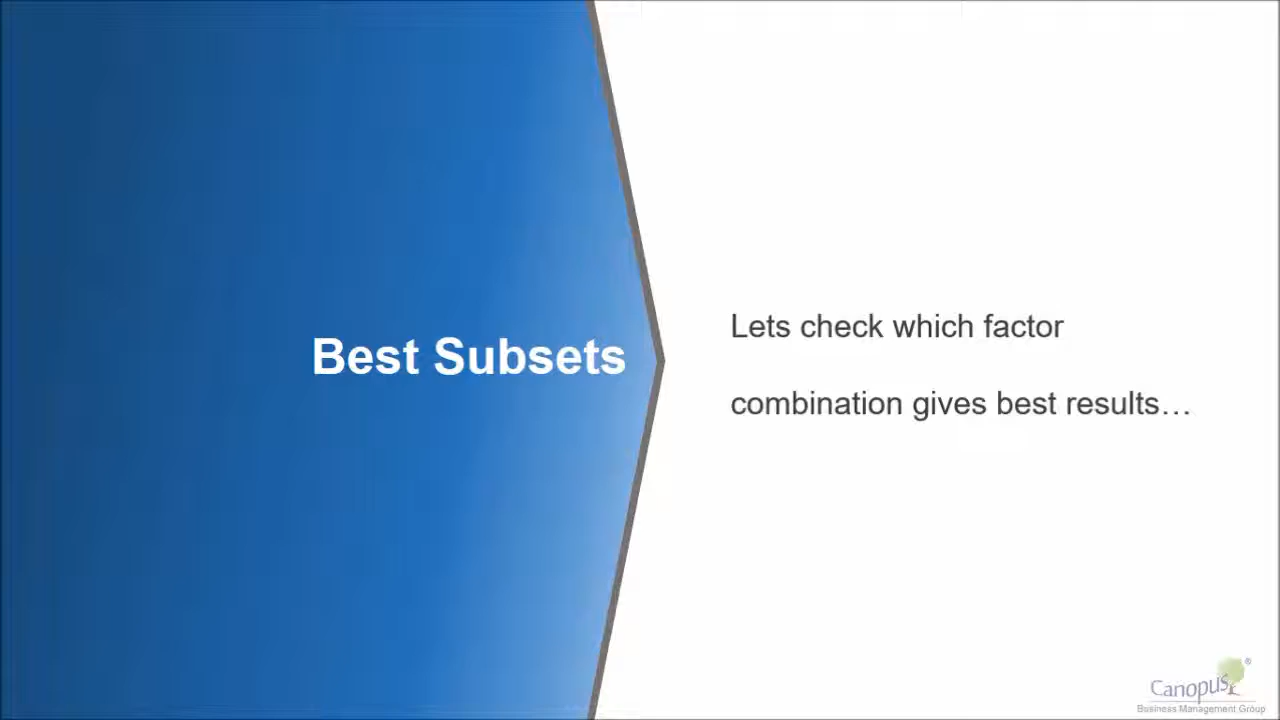 Best Subsets
Lets check which factor
combination gives best results…
Canopus®
Business Management Group